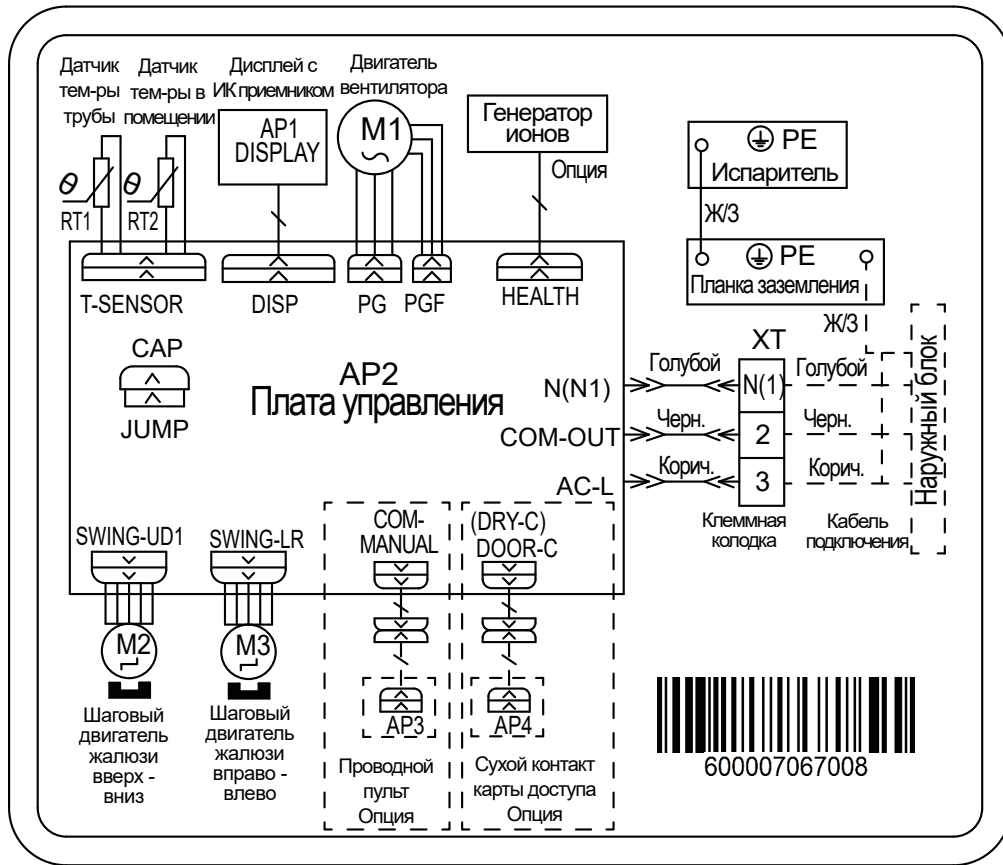 Датчик
тем-ры
трубы
Датчик
тем-ры в
помещении
Дисплей с
ИК приемником
Двигатель
вентилятора
θ
RT1
θ
RT2
AP1
DISPLAY
M1
Генератор
ионов
Опция
PE
Испаритель
Ж/З
PE
Планка заземления
Ж/З
T-SENSOR
DISP
PG
PGF
HEALTH
CAP
JUMP
AP2
Плата управления
N(N1)
COM-OUT
AC-L
Голубой
Черн.
Корич.
XT
N(1)
2
3
Голубой
Черн.
Корич.
Наружный блок
Клеммная
колодка
Кабель
подключения
SWING-UD1
SWING-LR
COM-
MANUAL
(DRY-C)
DOOR-C
M2
M3
AP3
AP4
Шаговый
двигатель
жалюзи
вверх -
вниз
Шаговый
двигатель
жалюзи
вправо -
влево
Проводной
пульт
Опция
Сухой контакт
карты доступа
Опция
600007067008